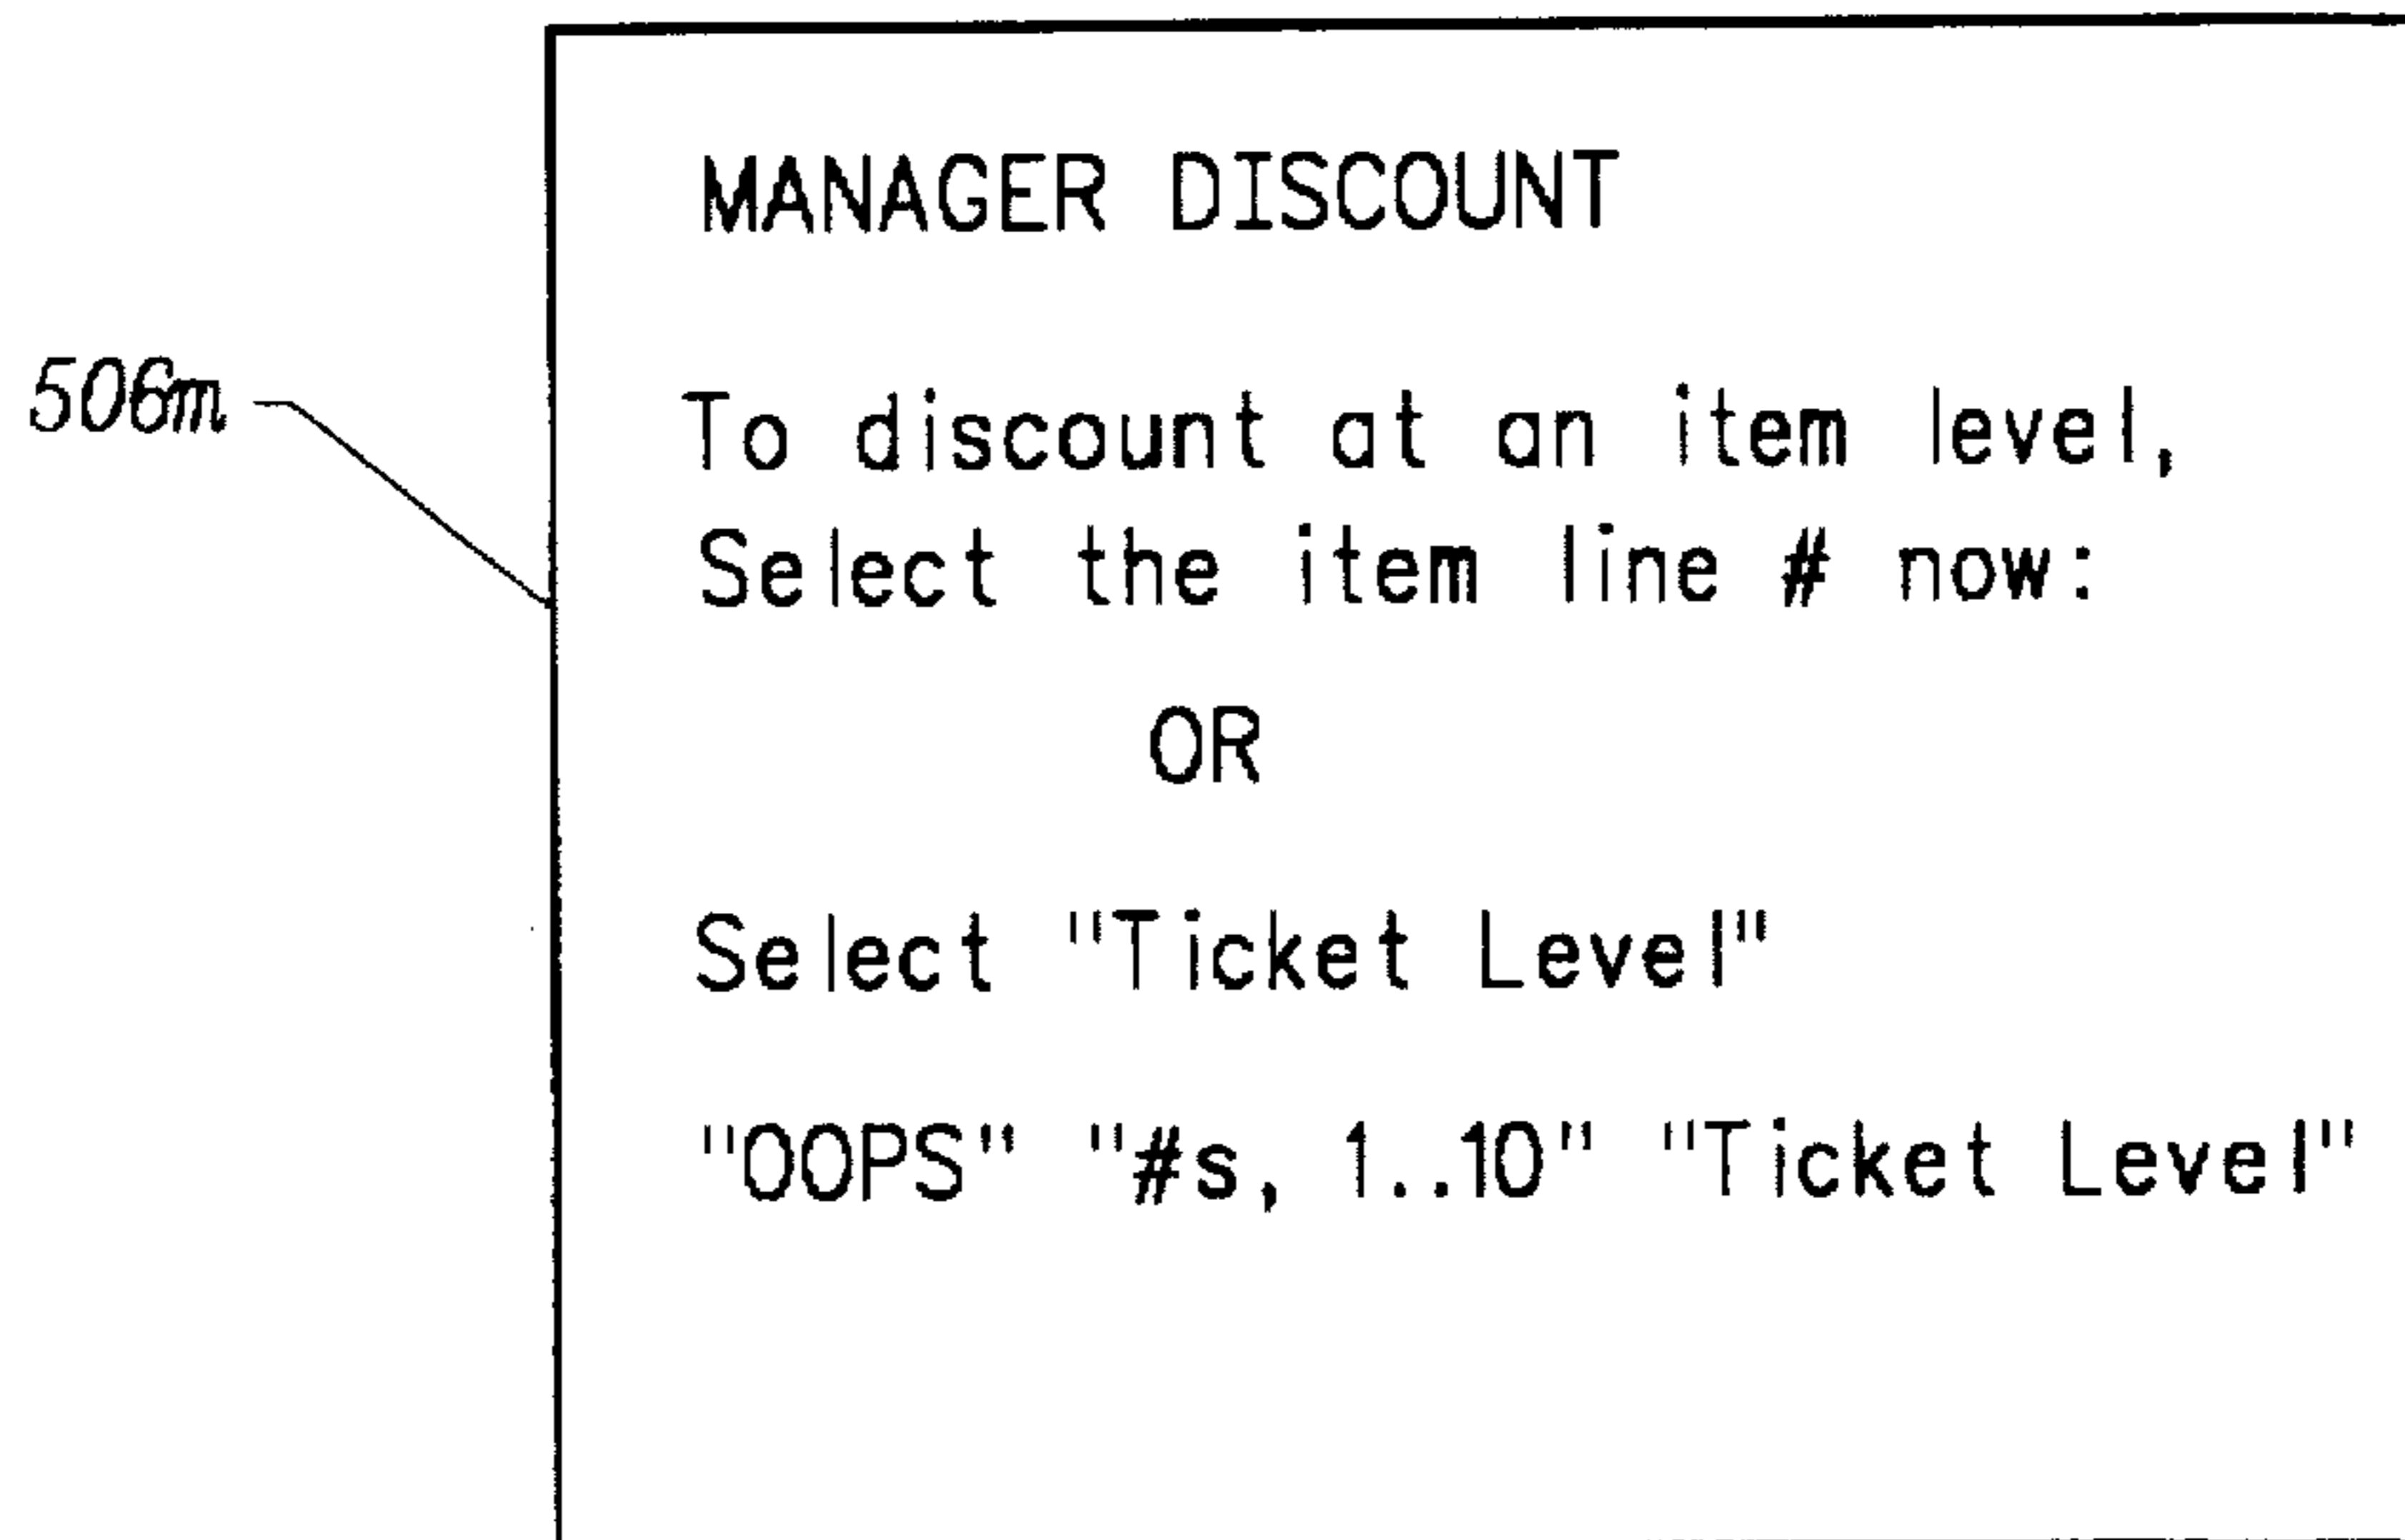 MANAGER DISCOUNT
506m
To discount at an item level,
Select the item line # now:
OR
Select "Ticket Level"
"OOPS" "#s, 1..10" "Ticket Level"